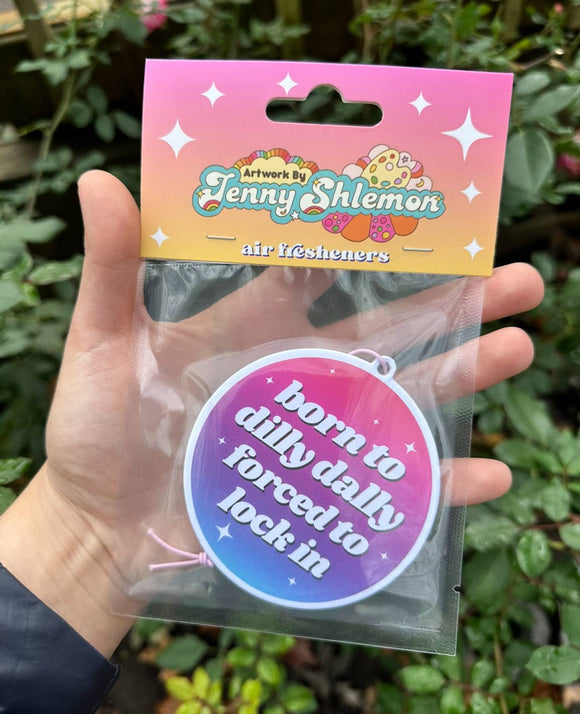 Artwork By
Jenny Shlemon
air fresheners
born to
dilly dally
forced to
lock in